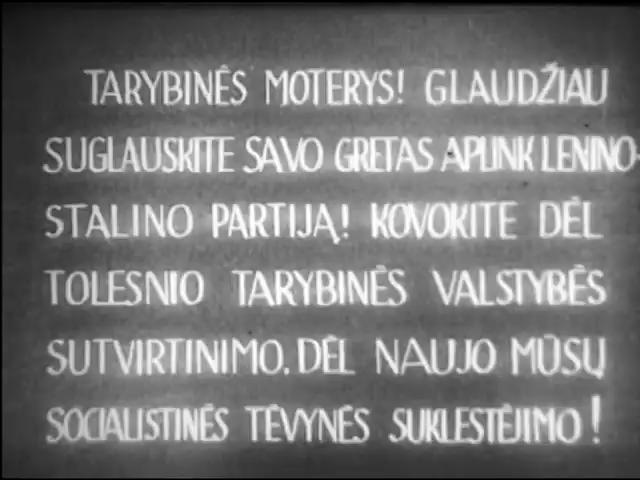 TARYBINĖS MOTERYS! GLAUDŽIAU
SUGLAUSKITE SAVO GRETAS APLINK LENINO-
STALINO PARTIJĄ! KOVOKITE DĖL
TOLESNIO TARYBINĖS VALSTYBĖS
SUTVIRTINIMO, DĖL NAUJO MŪSŲ
SOCIALISTINĖS TĖVYNĖS SUKLESTĖJIMO!